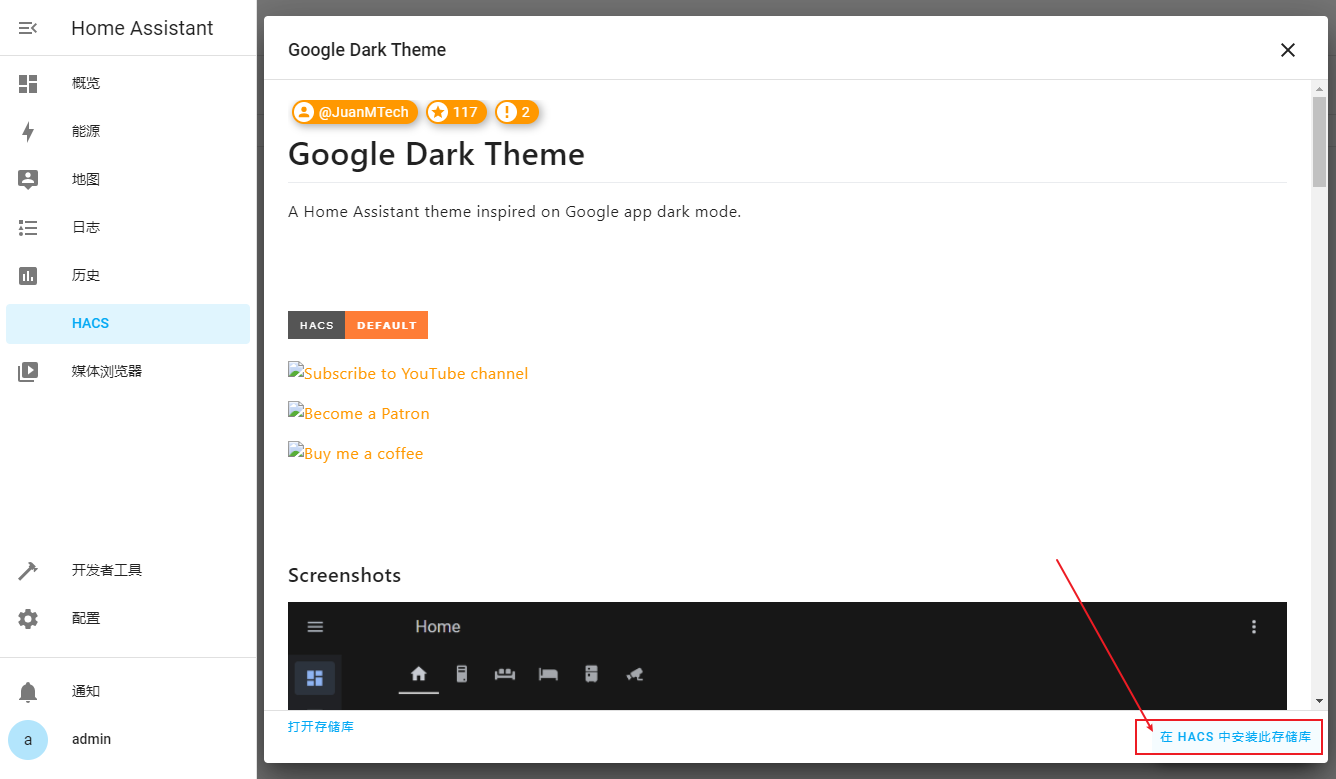 Home Assistant
概览
能源
地图
日志
历史
HACS
媒体浏览器
开发者工具
配置
通知
a admin
Google Dark Theme
@JuanMTech 117 2
Google Dark Theme
A Home Assistant theme inspired on Google app dark mode.
HACS DEFAULT
Subscribe to YouTube channel
Become a Patron
Buy me a coffee
Screenshots
Home
打开存储库
在 HACS 中安装此存储库